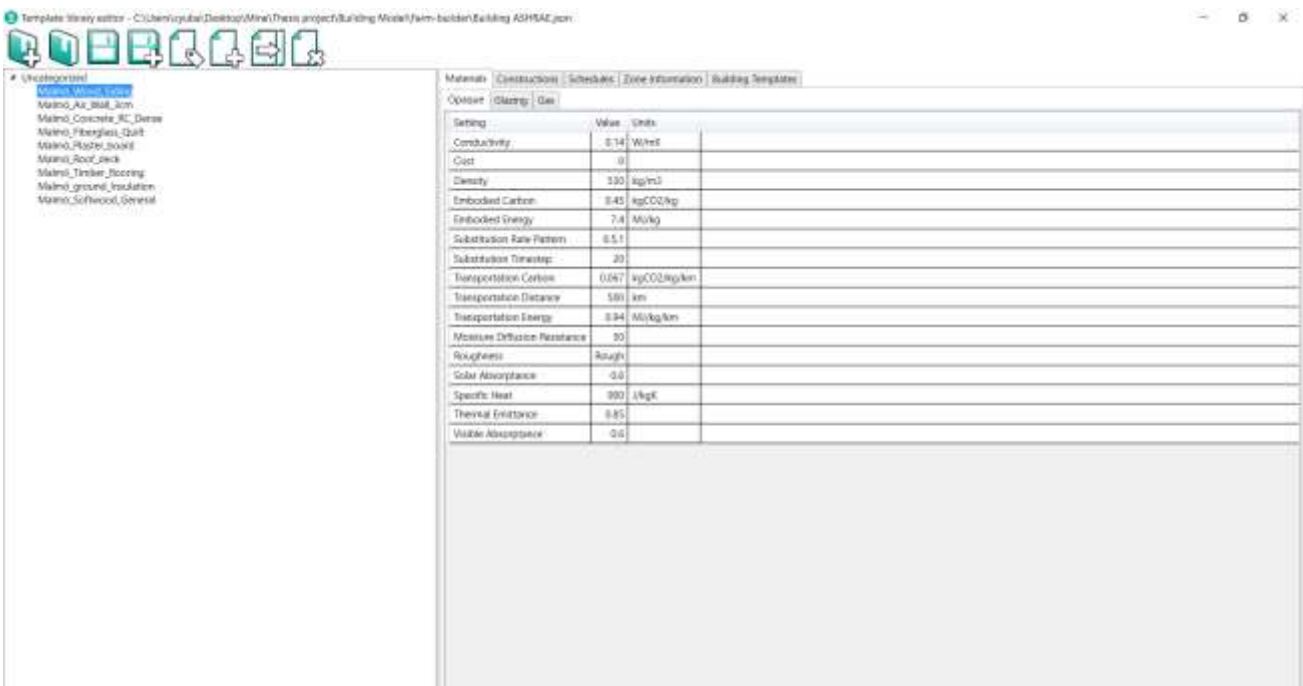 Template library editor - C:\Users\uyubai\Desktop\Mine\Thesis project\Building Model\farm-builder\Building ASHRAE.json
Uncategorized
Malmö_Wood_Siding
Malmö_Air_Wall_3cm
Malmö_Concrete_RC_Dense
Malmö_Fiberglass_Quilt
Malmö_Plaster_board
Malmö_Roof_deck
Malmö_Timber_flooring
Malmö_ground_Insulation
Malmö_Softwood_General
Materials Constructions Schedules Zone Information Building Templates
Opaque Glazing Gas
Setting Value Units
Conductivity 0.14 W/mK
Cost 0
Density 530 kg/m3
Embodied Carbon 0.45 kgCO2/kg
Embodied Energy 7.4 MJ/kg
Substitution Rate Pattern 0.5,1
Substitution Timestep 20
Transportation Carbon 0.067 kgCO2/kg/km
Transportation Distance 500 km
Transportation Energy 0.94 MJ/kg/km
Moisture Diffusion Resistance 50
Roughness Rough
Solar Absorptance 0.6
Specific Heat 900 J/kgK
Thermal Emittance 0.85
Visible Absorptance 0.6